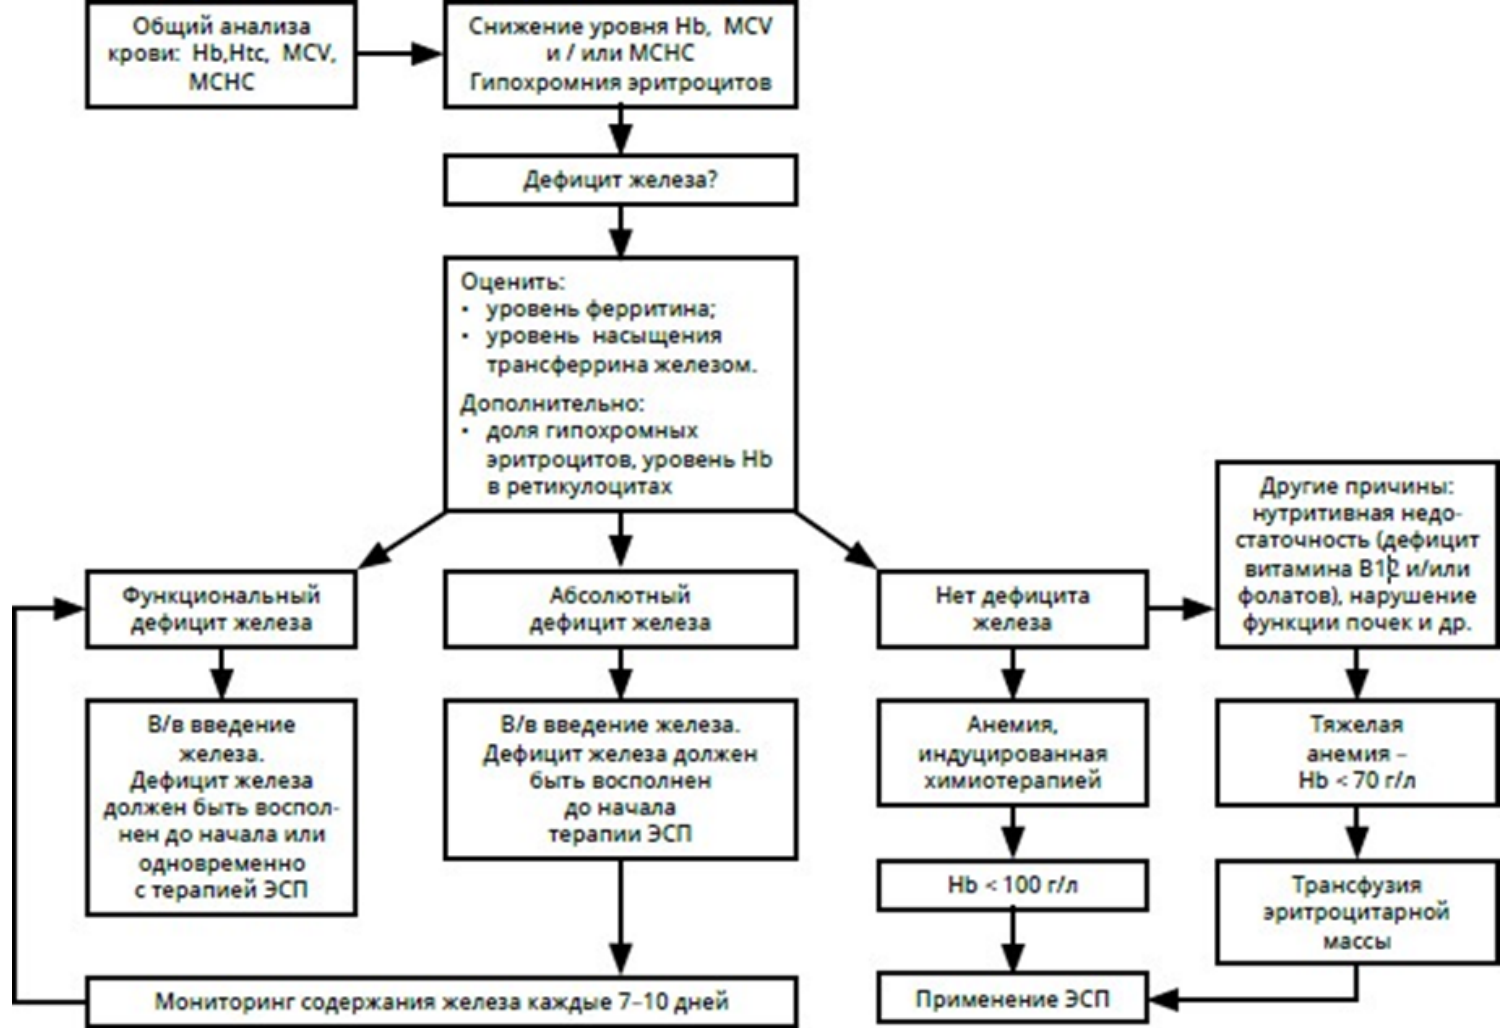 Общий анализа
крови: Hb,Htc, MCV,
МСНС
Снижение уровня Hb, MCV
и / или МСНС
Гипохромния эритроцитов
Дефицит железа?
Оценить:
• уровень ферритина;
• уровень насыщения
трансферрина железом.
Дополнительно:
• доля гипохромных
эритроцитов, уровень Hb
в ретикулоцитах
Функциональный
дефицит железа
Абсолютный
дефицит железа
Нет дефицита
железа
Другие причины:
нутритивная недо-
статочность (дефицит
витамина В12 и/или
фолатов), нарушение
функции почек и др.
В/в введение
железа.
Дефицит железа
должен быть воспол-
нен до начала или
одновременно
с терапией ЭСП
В/в введение железа.
Дефицит железа должен
быть восполнен
до начала
терапии ЭСП
Анемия,
индуцированная
химиотерапией
Тяжелая
анемия –
Hb < 70 г/л
Hb < 100 г/л
Трансфузия
эритроцитарной
массы
Мониторинг содержания железа каждые 7–10 дней
Применение ЭСП